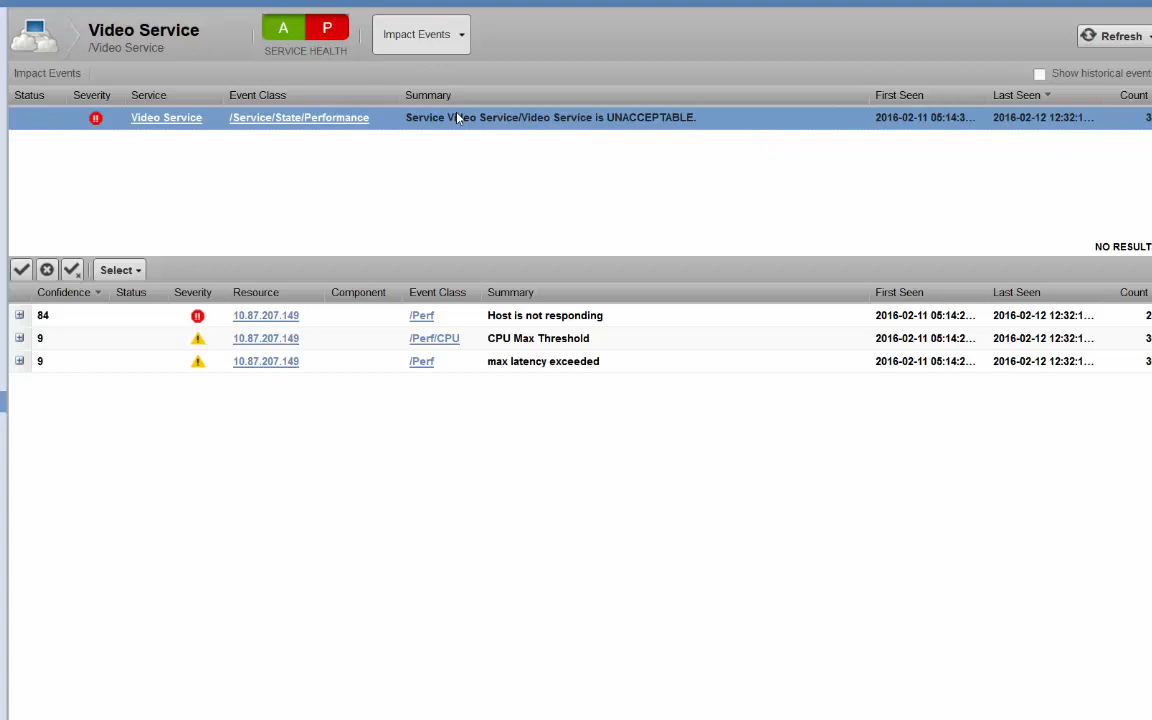 Video Service
/Video Service
A P
SERVICE HEALTH
Impact Events
Refresh
Impact Events
Show historical event
Status Severity Service Event Class Summary First Seen Last Seen Count
Video Service /Service/State/Performance Service Video Service/Video Service is UNACCEPTABLE. 2016-02-11 05:14:3... 2016-02-12 12:32:1... 3
NO RESULT
Select
Confidence Status Severity Resource Component Event Class Summary First Seen Last Seen Count
84 10.87.207.149 /Perf Host is not responding 2016-02-11 05:14:2... 2016-02-12 12:32:1... 2
9 10.87.207.149 /Perf/CPU CPU Max Threshold 2016-02-11 05:14:2... 2016-02-12 12:32:1... 3
9 10.87.207.149 /Perf max latency exceeded 2016-02-11 05:14:2... 2016-02-12 12:32:1... 3